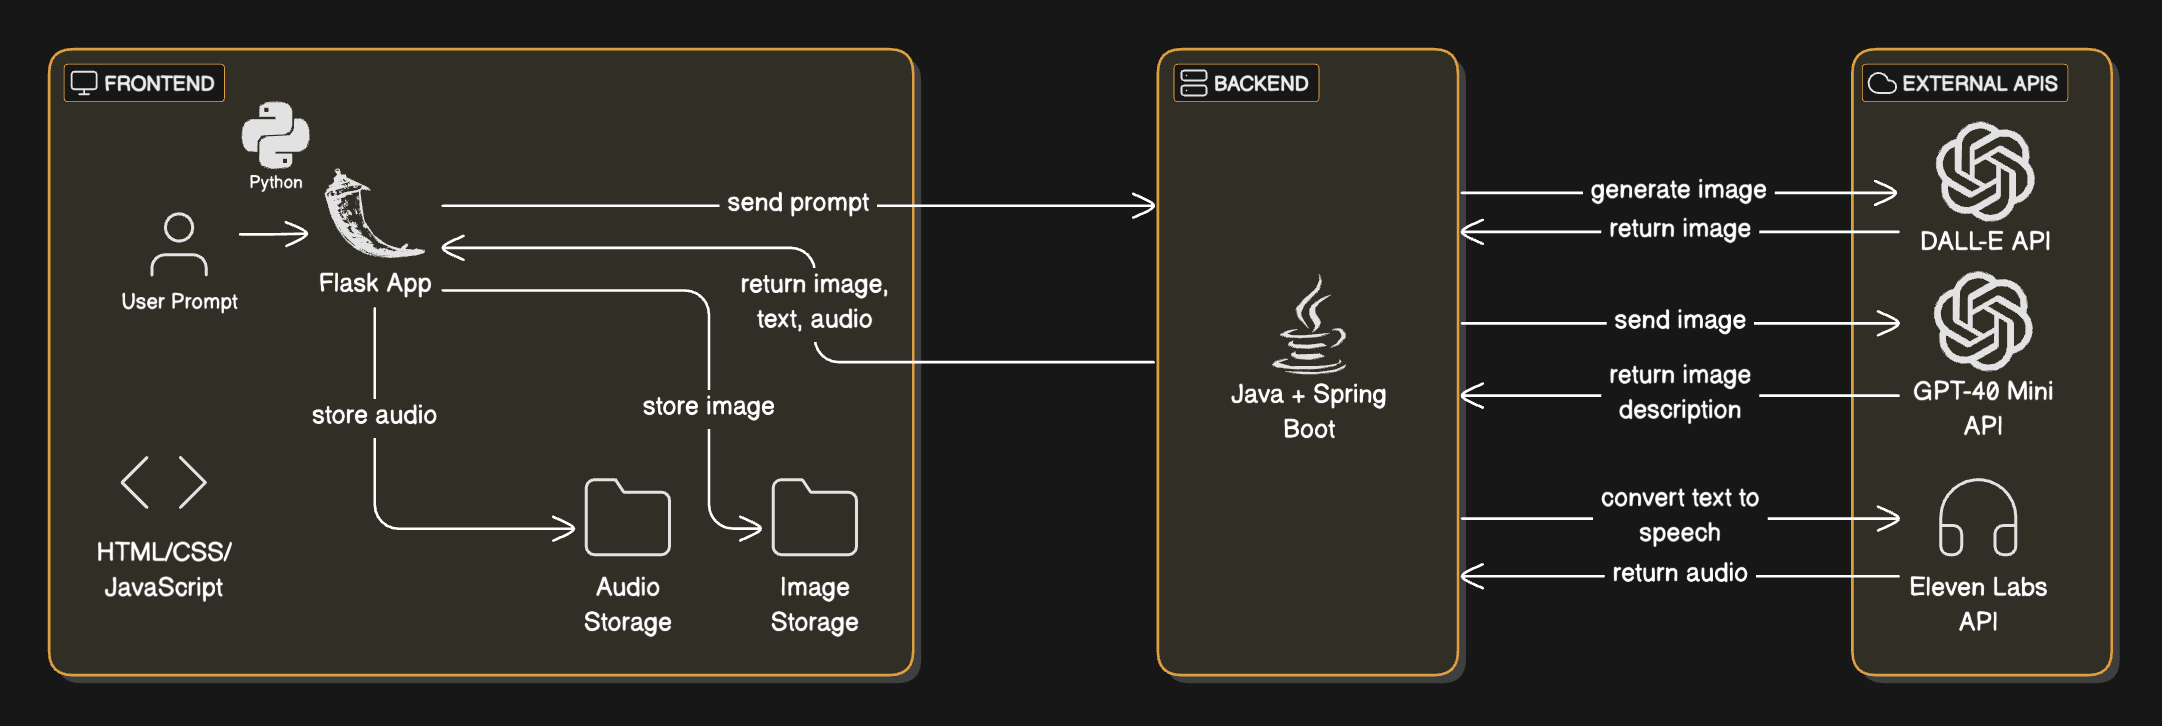 FRONTEND
Python
User Prompt
Flask App
send prompt
return image,
text, audio
store audio
store image
HTML/CSS/
JavaScript
Audio
Storage
Image
Storage
BACKEND
Java + Spring
Boot
generate image
return image
send image
return image
description
convert text to
speech
return audio
EXTERNAL APIS
DALL-E API
GPT-40 Mini
API
Eleven Labs
API